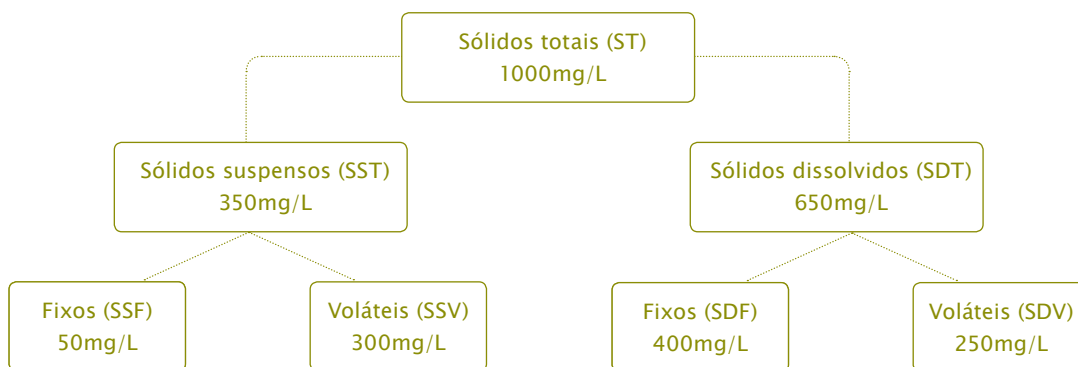 Sólidos totais (ST)
1000mg/L
Sólidos suspensos (SST)
350mg/L
Sólidos dissolvidos (SDT)
650mg/L
Fixos (SSF)
50mg/L
Voláteis (SSV)
300mg/L
Fixos (SDF)
400mg/L
Voláteis (SDV)
250mg/L